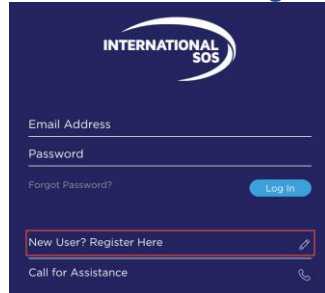 INTERNATIONAL
SOS
Email Address
Password
Forgot Password?
Log In
New User? Register Here
Call for Assistance